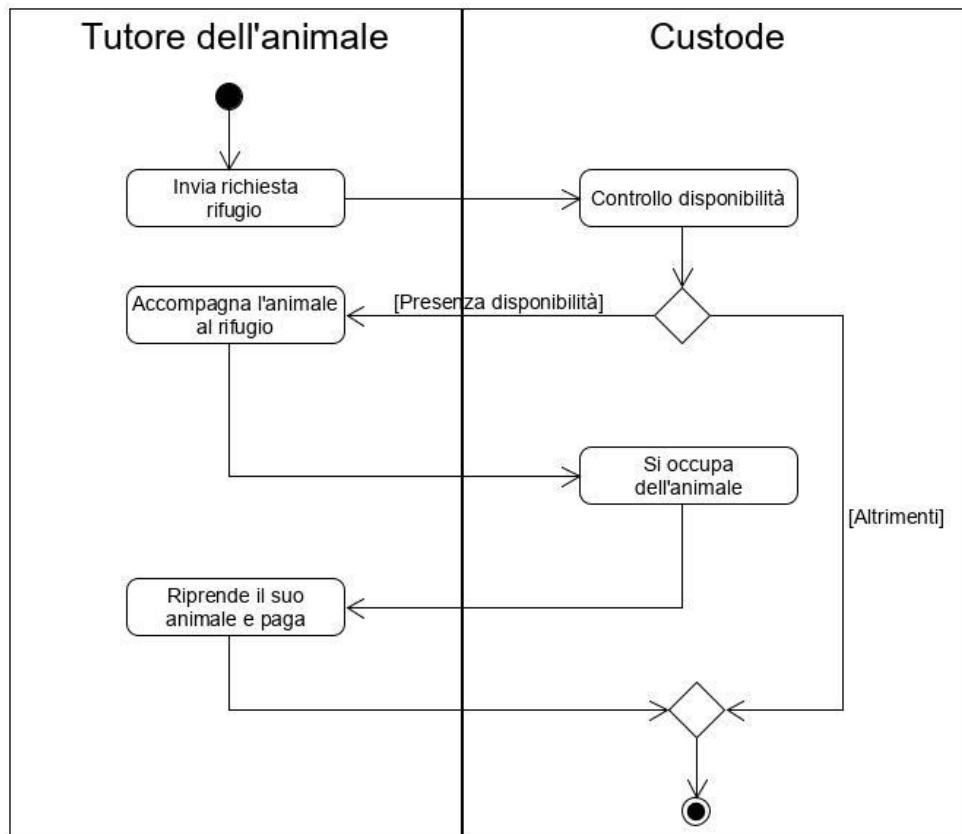 Tutore dell'animale
Custode
Invia richiesta
rifugio
Controllo disponibilità
Accompagna l'animale
al rifugio
[Presenza disponibilità]
Si occupa
dell'animale
[Altrimenti]
Riprende il suo
animale e paga